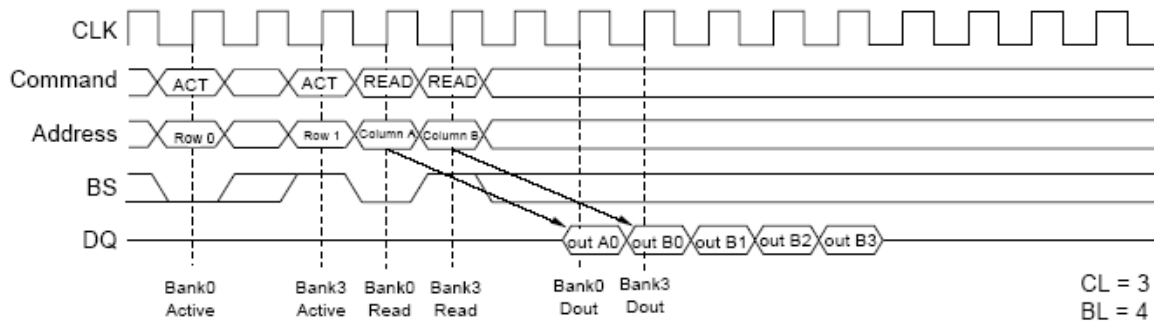 CLK
Command ACT ACT READ READ
Address Row 0 Row 1 Column A Column B
BS
DQ out A0 out B0 out B1 out B2 out B3
Bank0 Bank3 Bank0 Bank3 Bank0 Bank3
Active Active Read Read Dout Dout
CL = 3
BL = 4